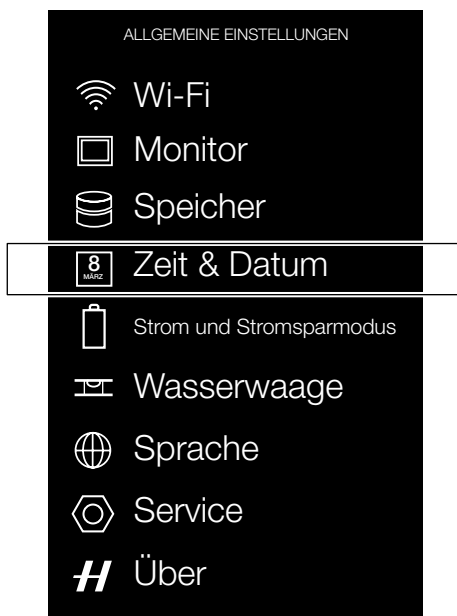 ALLGEMEINE EINSTELLUNGEN
Wi-Fi
Monitor
Speicher
8
MÄRZ
Zeit & Datum
Strom und Stromsparmodus
Wasserwaage
Sprache
Service
H Über